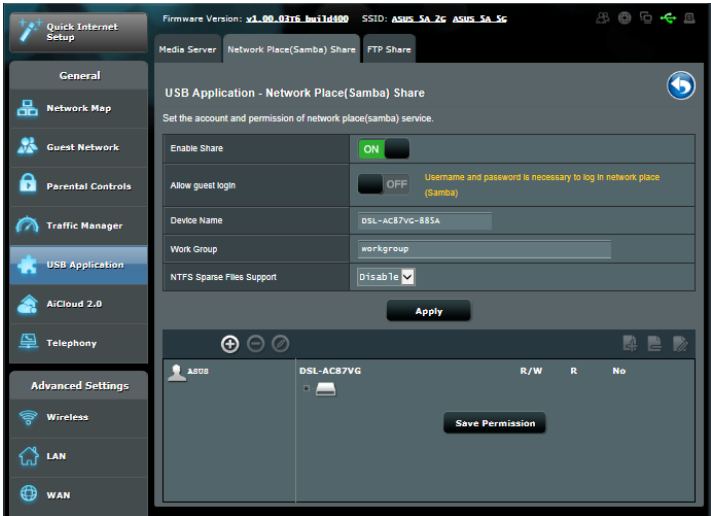 Quick Internet
Setup
Firmware Version: v1.00.03T6 build400 SSID: ASUS_5A_2G ASUS_5A_5G
Media Server
Network Place(Samba) Share
FTP Share
General
Network Map
Guest Network
Parental Controls
Traffic Manager
USB Application
AiCloud 2.0
Telephony
Advanced Settings
Wireless
LAN
WAN
USB Application - Network Place(Samba) Share
Set the account and permission of network place(samba) service.
Enable Share
ON
Allow guest login
OFF
Username and password is necessary to log in network place
(Samba)
Device Name
DSL-AC87VG-885A
Work Group
workgroup
NTFS Sparse Files Support
Disable
Apply
ASUS
DSL-AC87VG
R/W
R
No
Save Permission